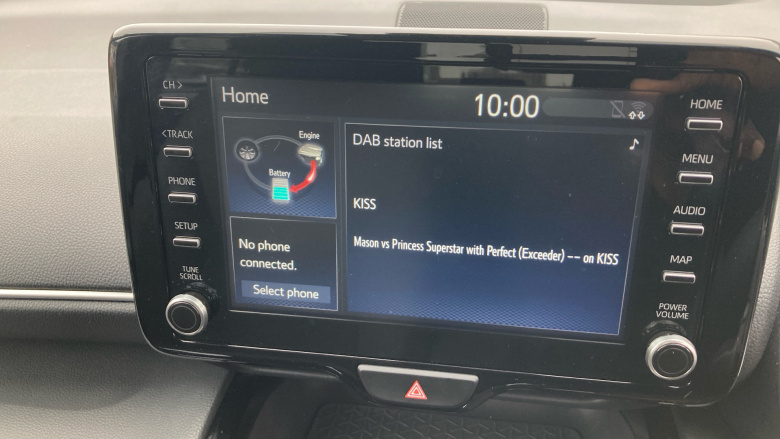 CH >
< TRACK
PHONE
SETUP
TUNE
SCROLL
Home
10:00
Engine
Battery
No phone
connected.
Select phone
DAB station list
KISS
Mason vs Princess Superstar with Perfect (Exceeder) -- on KISS
HOME
MENU
AUDIO
MAP
POWER
VOLUME